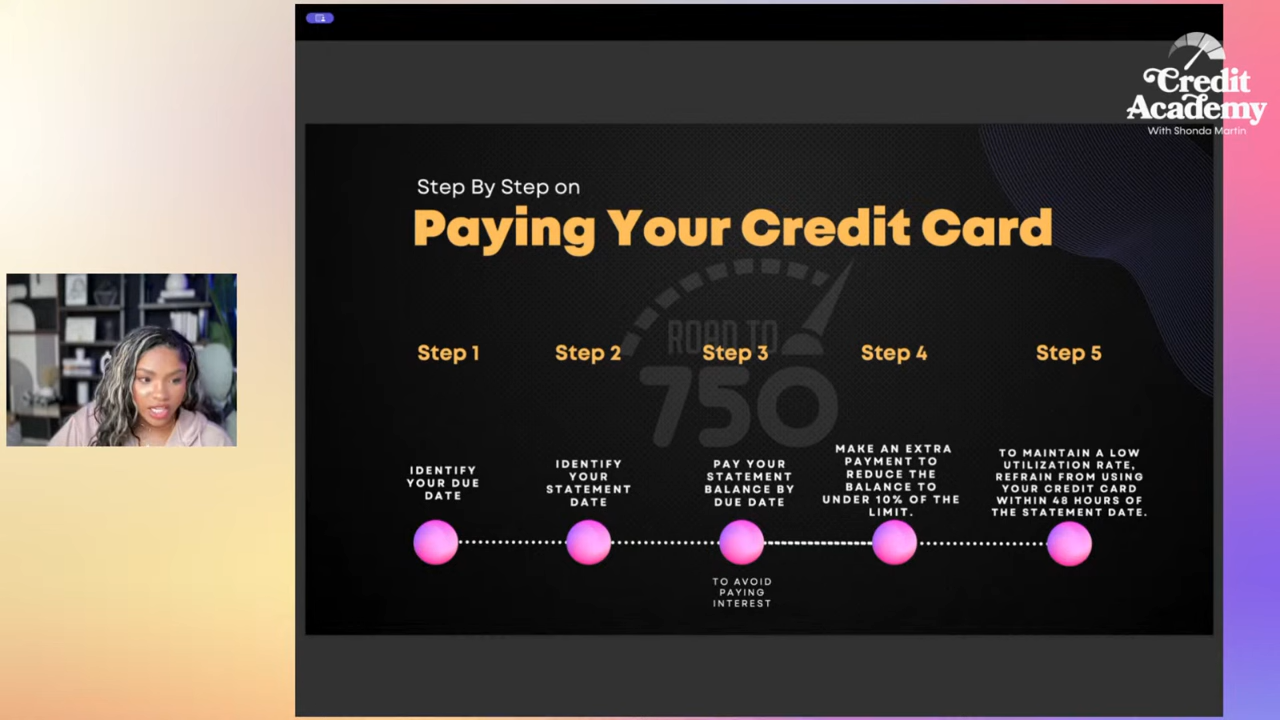 Credit
Academy
With Shonda Martin
Step By Step on
Paying Your Credit Card
ROAD TO
750
Step 1
Step 2
Step 3
Step 4
Step 5
IDENTIFY
YOUR DUE
DATE
IDENTIFY
YOUR
STATEMENT
DATE
PAY YOUR
STATEMENT
BALANCE BY
DUE DATE
MAKE AN EXTRA
PAYMENT TO
REDUCE THE
BALANCE TO
UNDER 10% OF THE
LIMIT.
TO MAINTAIN A LOW
UTILIZATION RATE,
REFRAIN FROM USING
YOUR CREDIT CARD
WITHIN 48 HOURS OF
THE STATEMENT DATE.
TO AVOID
PAYING
INTEREST